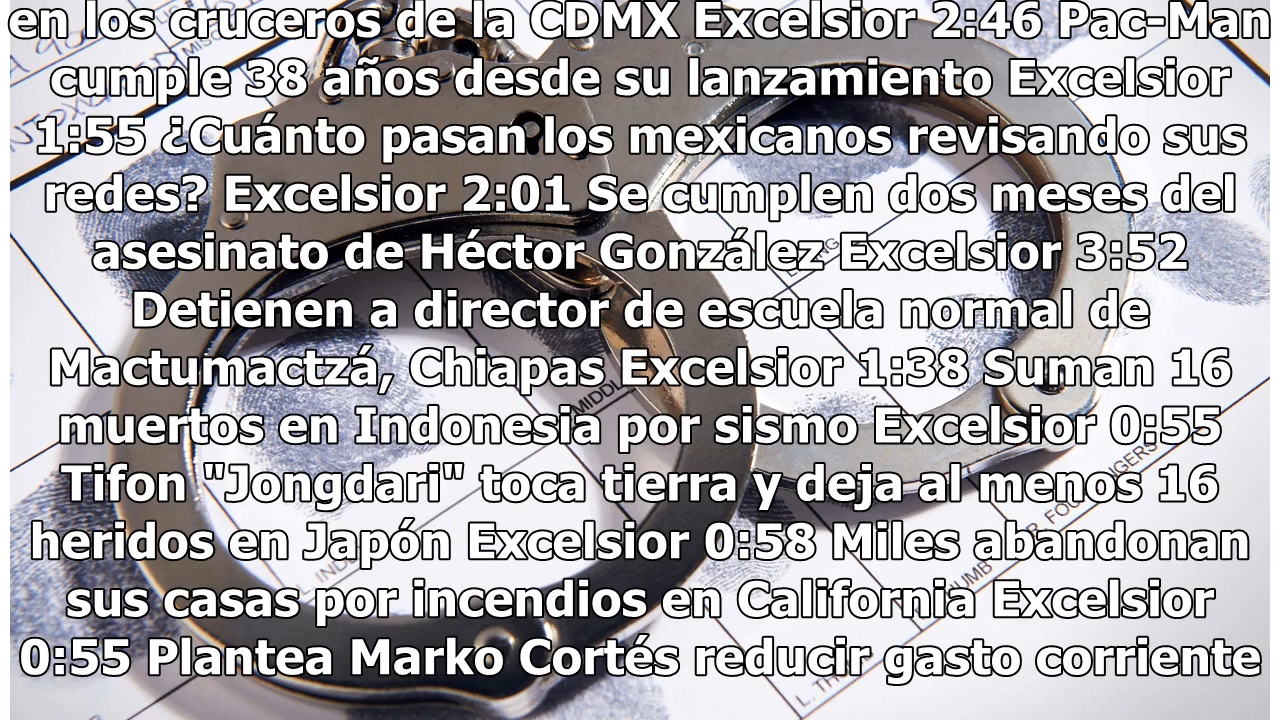 en los cruceros de la CDMX Excelsior 2:46 Pac-Man
cumple 38 años desde su lanzamiento Excelsior
1:55 ¿Cuánto pasan los mexicanos revisando sus
redes? Excelsior 2:01 Se cumplen dos meses del
asesinato de Héctor González Excelsior 3:52
Detienen a director de escuela normal de
Mactumactzá, Chiapas Excelsior 1:38 Suman 16
muertos en Indonesia por sismo Excelsior 0:55
Tifon "Jongdari" toca tierra y deja al menos 16
heridos en Japón Excelsior 0:58 Miles abandonan
sus casas por incendios en California Excelsior
0:55 Plantea Marko Cortés reducir gasto corriente